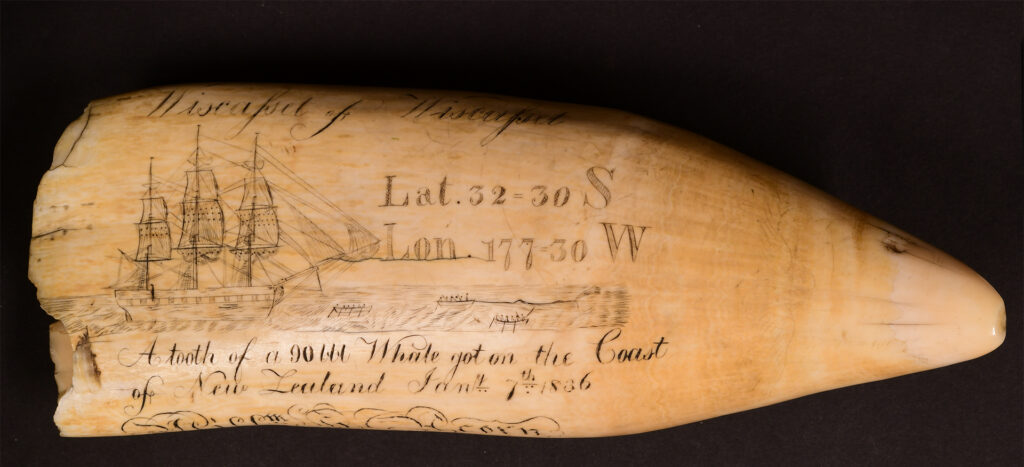 Wiscasset of Wiscasset
Lat. 32=30 S
Lon. 177-30 W
A tooth of a 90 bbl Whale got on the Coast
of New Zealand Jany. 7th. 1836